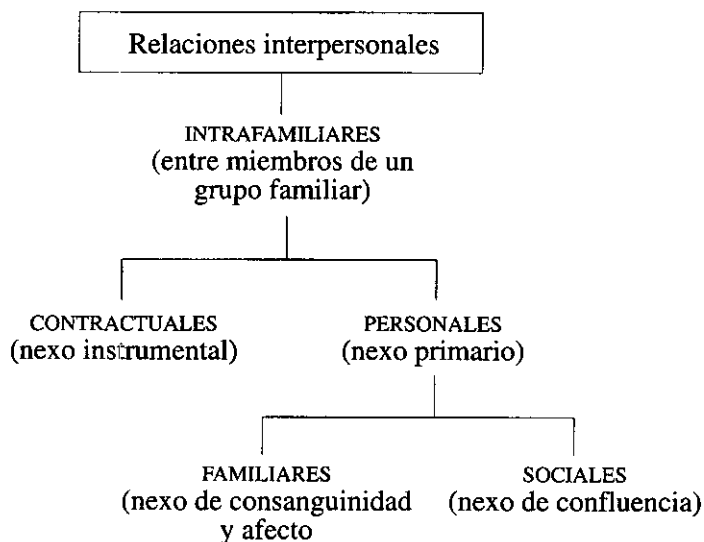 Relaciones interpersonales
INTRAFAMILIARES
(entre miembros de un
grupo familiar)
CONTRACTUALES
(nexo instrumental)
PERSONALES
(nexo primario)
FAMILIARES
(nexo de consanguinidad
y afecto
SOCIALES
(nexo de confluencia)